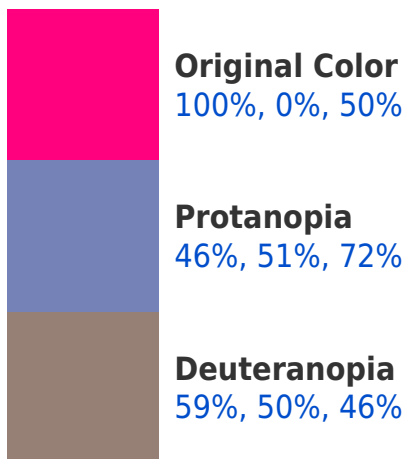 Original Color
100%, 0%, 50%
Protanopia
46%, 51%, 72%
Deuteranopia
59%, 50%, 46%